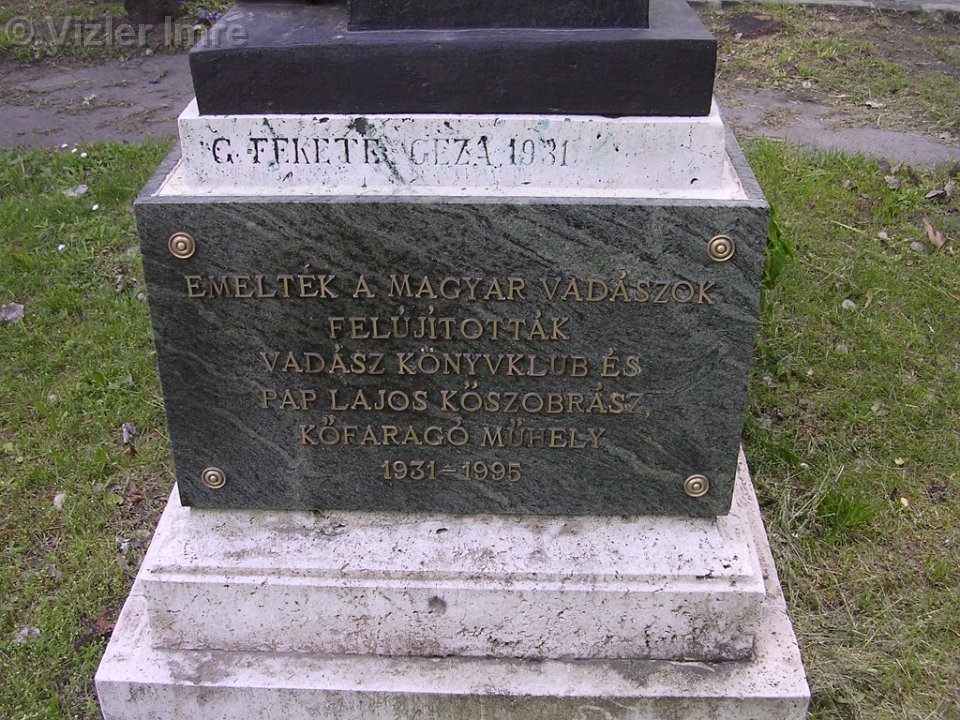 © Vizler Imre
G. FEKETE GÉZA 1931
EMELTÉK A MAGYAR VADÁSZOK
FELÚJÍTOTTÁK
VADÁSZ KÖNYVKLUB ÉS
PAP LAJOS KŐSZOBRÁSZ,
KŐFARAGÓ MŰHELY
1931-1995